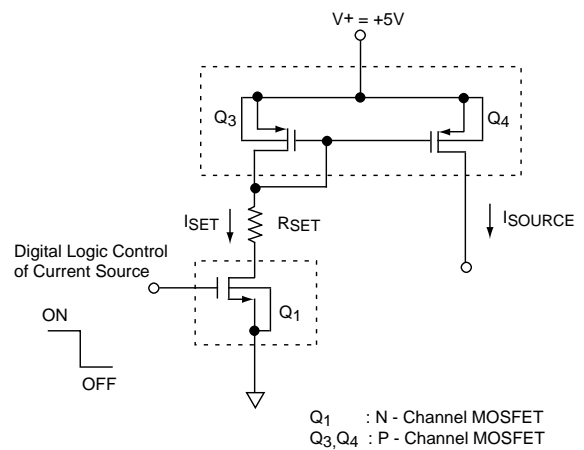 V+ = +5V
Q3
Q4
ISET
RSET
ISOURCE
Digital Logic Control
of Current Source
Q1
ON
OFF
Q1 : N - Channel MOSFET
Q3,Q4 : P - Channel MOSFET